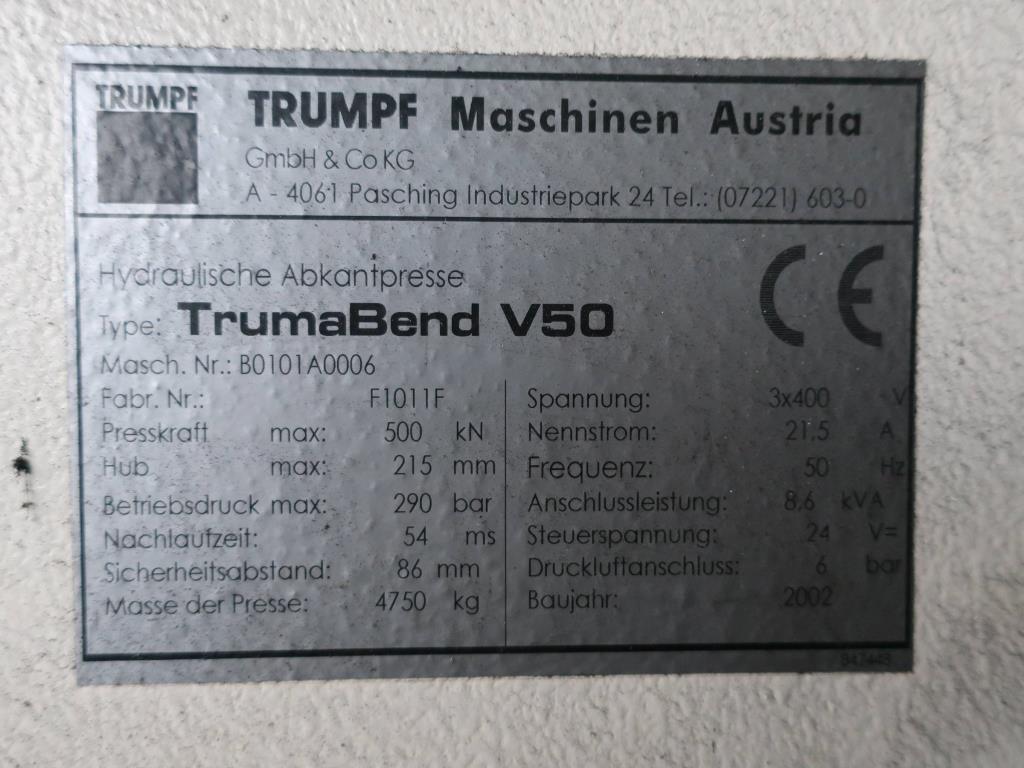 TRUMPF
TRUMPF Maschinen Austria
GmbH & Co KG
A - 4061 Pasching Industriepark 24 Tel.: (07221) 603-0
Hydraulische Abkantpresse
CE
Type: TrumaBend V50
Masch. Nr.: B0101A0006
Fabr. Nr.: F1011F
Presskraft max: 500 kN
Hub max: 215 mm
Betriebsdruck max: 290 bar
Nachlaufzeit: 54 ms
Sicherheitsabstand: 86 mm
Masse der Presse: 4750 kg
Spannung: 3x400 V
Nennstrom: 21.5 A
Frequenz: 50 Hz
Anschlussleistung: 8.6 kVA
Steuerspannung: 24 V=
Druckluftanschluss: 6 bar
Baujahr: 2002